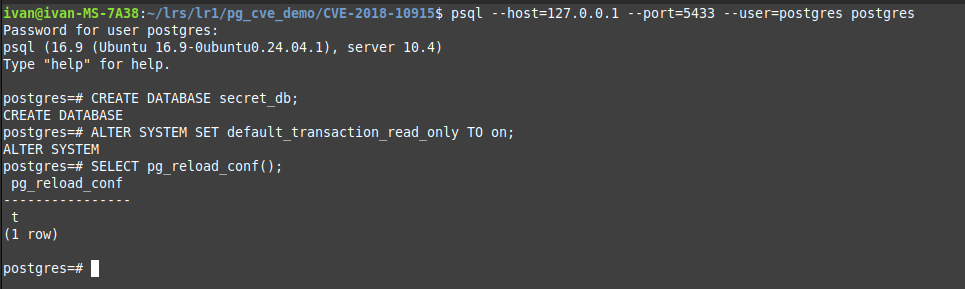 ivan@ivan-MS-7A38:~/lrs/lr1/pg_cve_demo/CVE-2018-10915$ psql --host=127.0.0.1 --port=5433 --user=postgres postgres
Password for user postgres:
psql (16.9 (Ubuntu 16.9-0ubuntu0.24.04.1), server 10.4)
Type "help" for help.

postgres=# CREATE DATABASE secret_db;
CREATE DATABASE
postgres=# ALTER SYSTEM SET default_transaction_read_only TO on;
ALTER SYSTEM
postgres=# SELECT pg_reload_conf();
 pg_reload_conf
----------------
 t
(1 row)

postgres=#